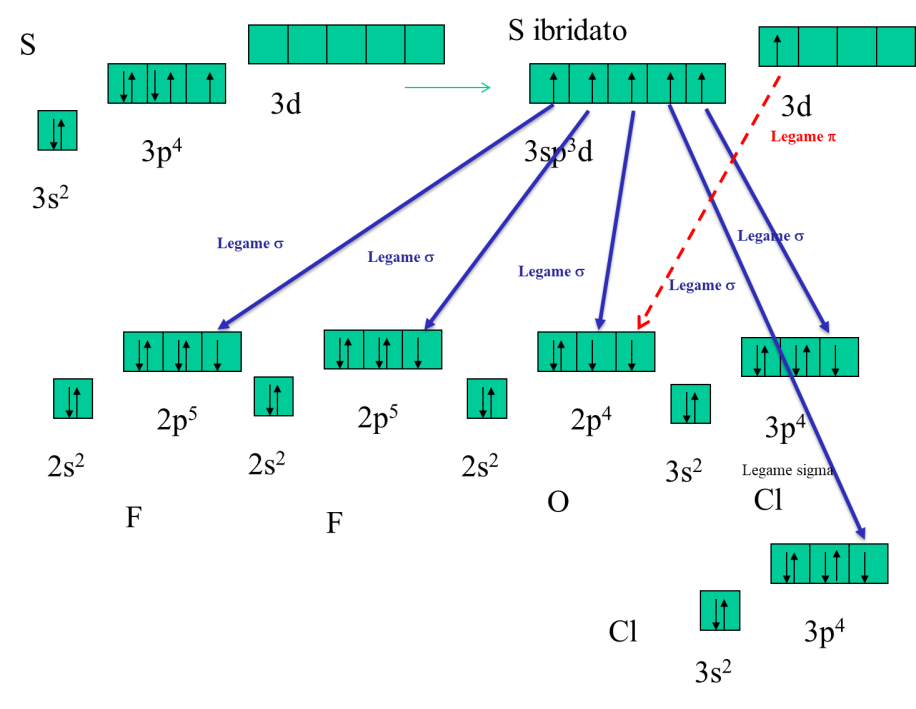 S
S ibridato
3d
3d
3p⁴
3sp³d
Legame π
3s²
Legame σ
Legame σ
Legame σ
Legame σ
Legame σ
2p⁵
2p⁵
2p⁴
3p⁴
2s²
2s²
2s²
3s²
Legame sigma
F
F
O
Cl
Cl
3p⁴
3s²